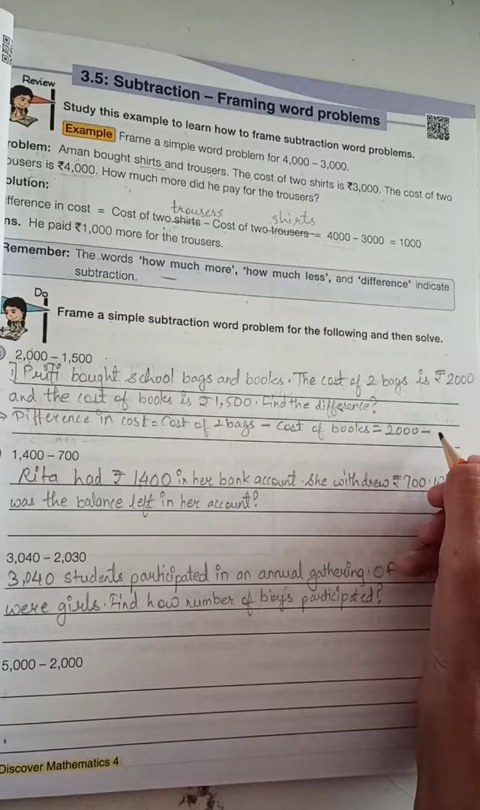 Review
3.5: Subtraction – Framing word problems
Study this example to learn how to frame subtraction word problems.
Example Frame a simple word problem for 4,000 – 3,000.
roblem: Aman bought shirts and trousers. The cost of two shirts is ₹3,000. The cost of two
ousers is ₹4,000. How much more did he pay for the trousers?
olution:
trousers shirts
ifference in cost = Cost of two shirts – Cost of two trousers = 4000 – 3000 = 1000
ns. He paid ₹1,000 more for the trousers.
Remember: The words 'how much more', 'how much less', and 'difference' indicate
subtraction.
Do
Frame a simple subtraction word problem for the following and then solve.
2,000 – 1,500
1) Priti bought school bags and books. The cost of 2 bags is ₹2000
and the cost of books is ₹1,500. Find the difference?
Difference in cost = Cost of 2 bags – Cost of books = 2000 –
1,400 – 700
Rita had ₹1400 in her bank account. She withdrew ₹700.
was the balance left in her account?
3,040 – 2,030
3,040 students participated in an annual gathering. Of
were girls. Find how number of boy's participated?
5,000 – 2,000
Discover Mathematics 4